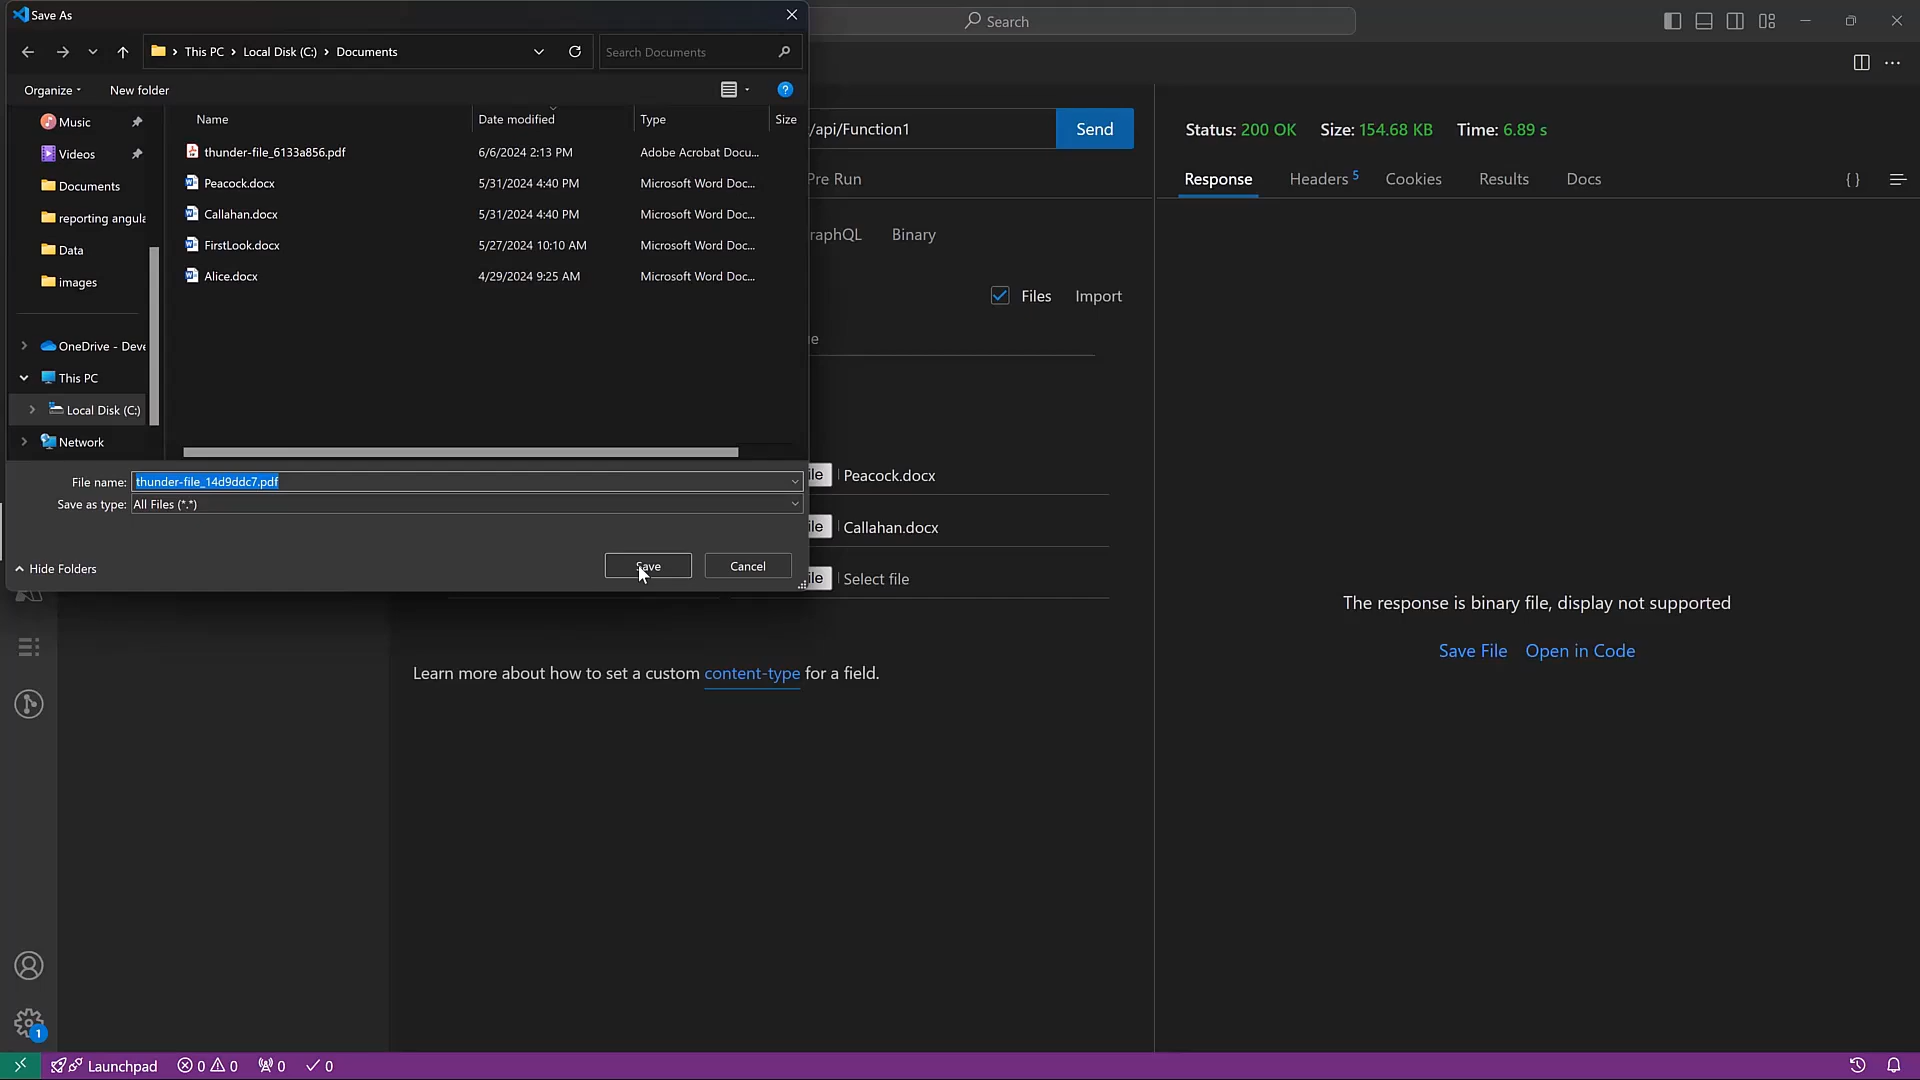 Save As
Search
This PC > Local Disk (C:) > Documents
Search Documents
Organize
New folder
Name
Date modified
Type
Size
Music
Videos
Documents
reporting angula
Data
images
OneDrive - Deve
This PC
Local Disk (C:)
Network
thunder-file_6133a856.pdf 6/6/2024 2:13 PM Adobe Acrobat Docu...
Peacock.docx 5/31/2024 4:40 PM Microsoft Word Doc...
Callahan.docx 5/31/2024 4:40 PM Microsoft Word Doc...
FirstLook.docx 5/27/2024 10:10 AM Microsoft Word Doc...
Alice.docx 4/29/2024 9:25 AM Microsoft Word Doc...
File name: thunder-file_14d9ddc7.pdf
Save as type: All Files (*.*)
Hide Folders
Save
Cancel
/api/Function1
Send
Pre Run
raphQL
Binary
Files
Import
e
ile Peacock.docx
ile Callahan.docx
ile Select file
Learn more about how to set a custom content-type for a field.
Status: 200 OK Size: 154.68 KB Time: 6.89 s
Response
Headers 5
Cookies
Results
Docs
{ }
The response is binary file, display not supported
Save File
Open in Code
1
Launchpad
0 0
0
0